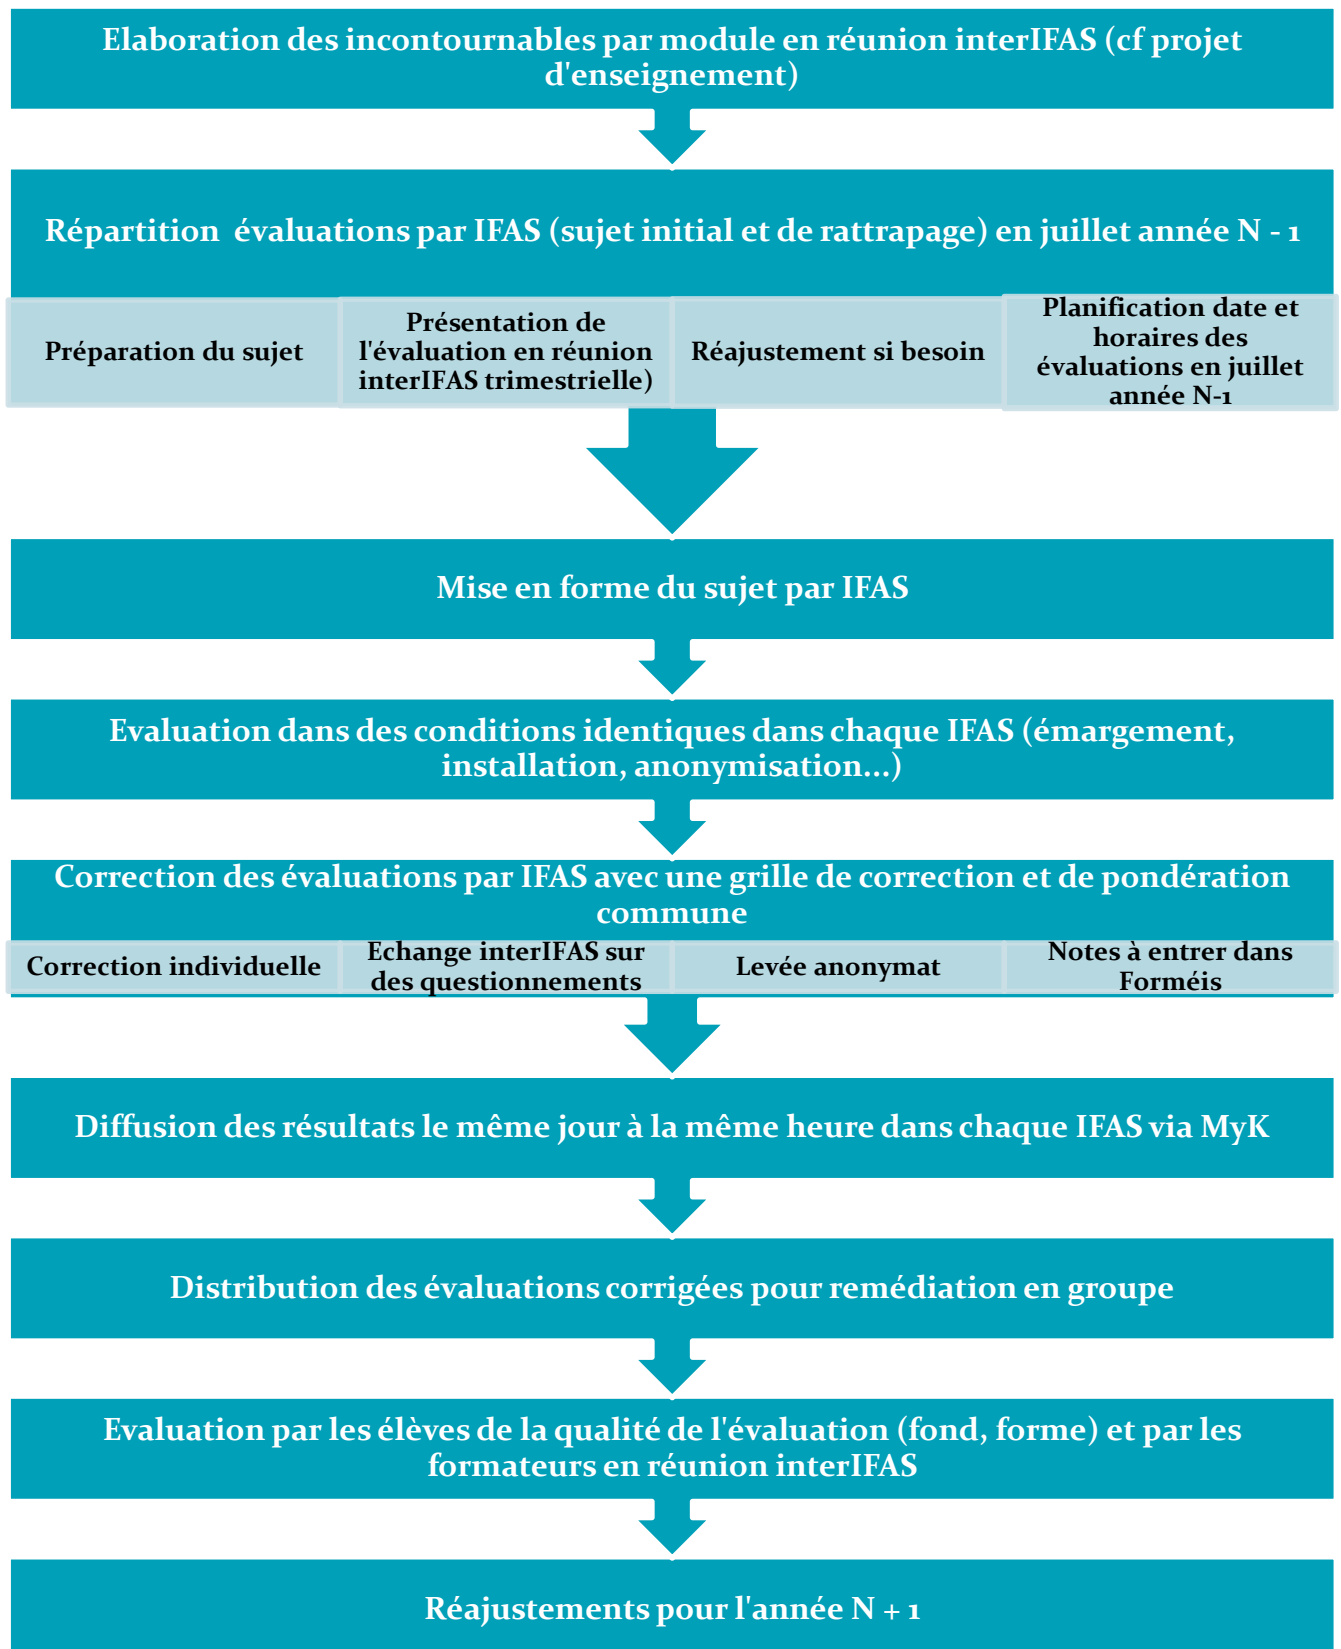 Elaboration des incontournables par module en réunion interIFAS (cf projet
d'enseignement)
Répartition évaluations par IFAS (sujet initial et de rattrapage) en juillet année N - 1
Préparation du sujet
Présentation de
l'évaluation en réunion
interIFAS trimestrielle)
Réajustement si besoin
Planification date et
horaires des
évaluations en juillet
année N-1
Mise en forme du sujet par IFAS
Evaluation dans des conditions identiques dans chaque IFAS (émargement,
installation, anonymisation...)
Correction des évaluations par IFAS avec une grille de correction et de pondération
commune
Correction individuelle
Echange interIFAS sur
des questionnements
Levée anonymat
Notes à entrer dans
Forméis
Diffusion des résultats le même jour à la même heure dans chaque IFAS via MyK
Distribution des évaluations corrigées pour remédiation en groupe
Evaluation par les élèves de la qualité de l'évaluation (fond, forme) et par les
formateurs en réunion interIFAS
Réajustements pour l'année N + 1